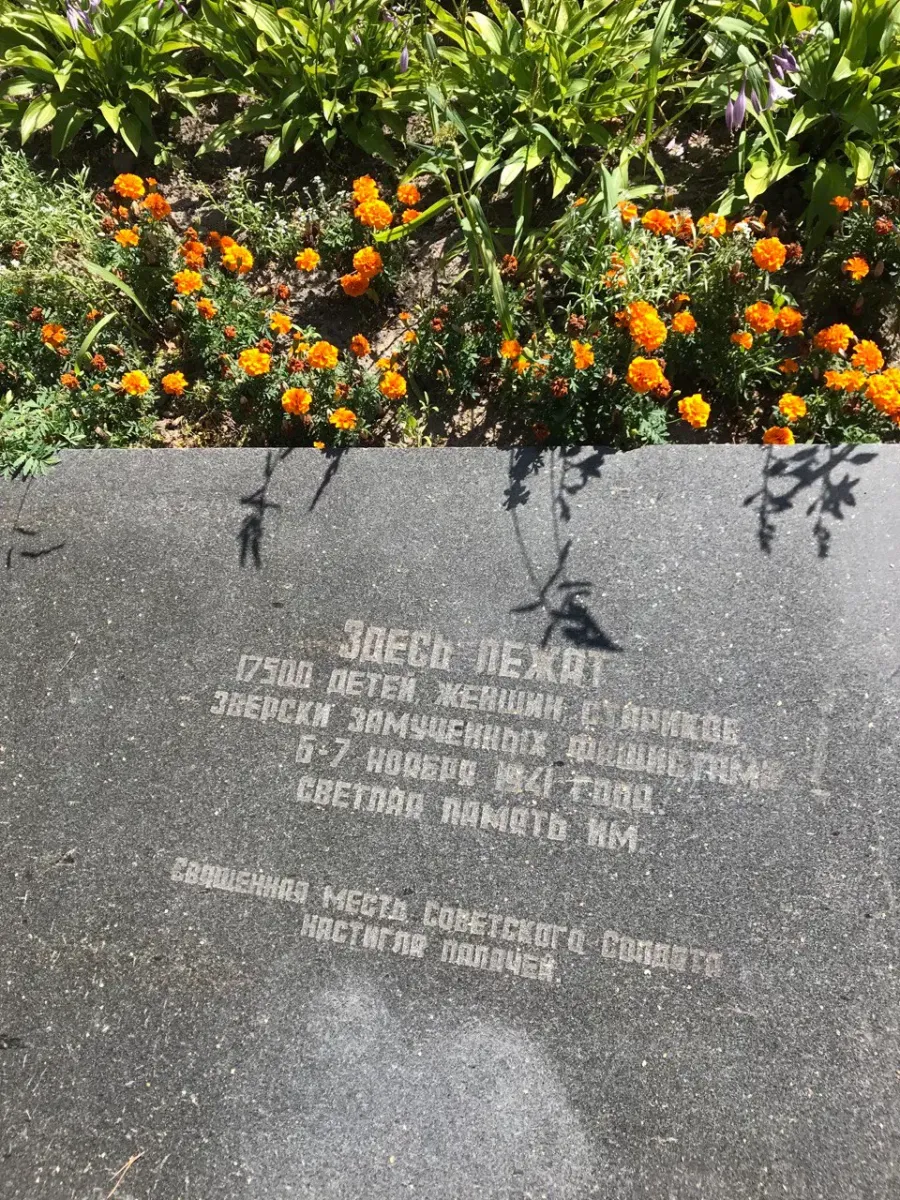 ЗДЕСЬ ЛЕЖАТ
17500 ДЕТЕЙ, ЖЕНЩИН, СТАРИКОВ
ЗВЕРСКИ ЗАМУЧЕННЫХ ФАШИСТАМИ
6-7 НОЯБРЯ 1941 ГОДА.
СВЕТЛАЯ ПАМЯТЬ ИМ.
СВЯЩЕННАЯ МЕСТЬ СОВЕТСКОГО СОЛДАТА
НАСТИГЛА ПАЛАЧЕЙ.